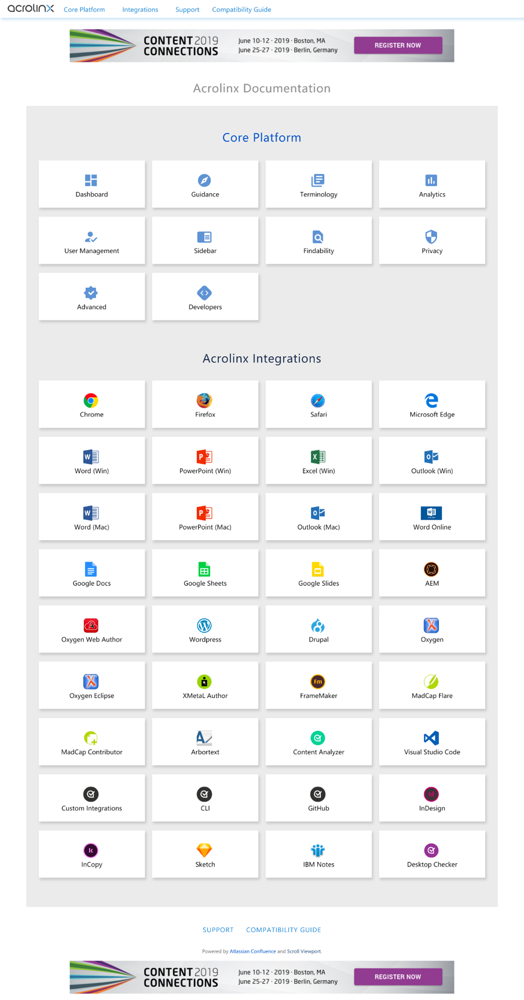 acrolinx Core Platform Integrations Support Compatibility Guide
CONTENT 2019 CONNECTIONS
June 10-12 · 2019 · Boston, MA
June 25-27 · 2019 · Berlin, Germany
REGISTER NOW
Acrolinx Documentation
Core Platform
Dashboard
Guidance
Terminology
Analytics
User Management
Sidebar
Findability
Privacy
Advanced
Developers
Acrolinx Integrations
Chrome
Firefox
Safari
Microsoft Edge
Word (Win)
PowerPoint (Win)
Excel (Win)
Outlook (Win)
Word (Mac)
PowerPoint (Mac)
Outlook (Mac)
Word Online
Google Docs
Google Sheets
Google Slides
AEM
Oxygen Web Author
Wordpress
Drupal
Oxygen
Oxygen Eclipse
XMetaL Author
FrameMaker
MadCap Flare
MadCap Contributor
Arbortext
Content Analyzer
Visual Studio Code
Custom Integrations
CLI
GitHub
InDesign
InCopy
Sketch
IBM Notes
Desktop Checker
SUPPORT COMPATIBILITY GUIDE
Powered by Atlassian Confluence and Scroll Viewport.
CONTENT 2019 CONNECTIONS
June 10-12 · 2019 · Boston, MA
June 25-27 · 2019 · Berlin, Germany
REGISTER NOW